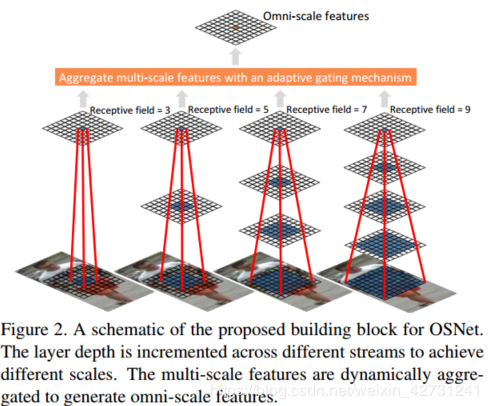 Omni-scale features
Aggregate multi-scale features with an adaptive gating mechanism
Receptive field = 3
Receptive field = 5
Receptive field = 7
Receptive field = 9
Figure 2. A schematic of the proposed building block for OSNet.
The layer depth is incremented across different streams to achieve
different scales. The multi-scale features are dynamically aggre-
gated to generate omni-scale features.
https://blog.csdn.net/weixin_42731241